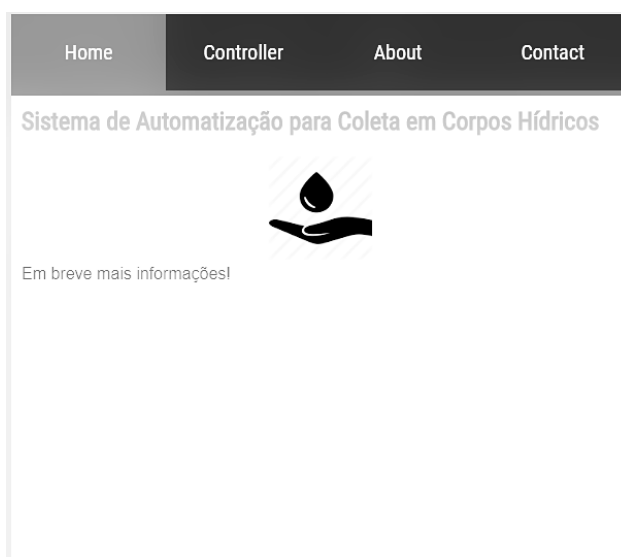 Home Controller About Contact
Sistema de Automatização para Coleta em Corpos Hídricos
Em breve mais informações!